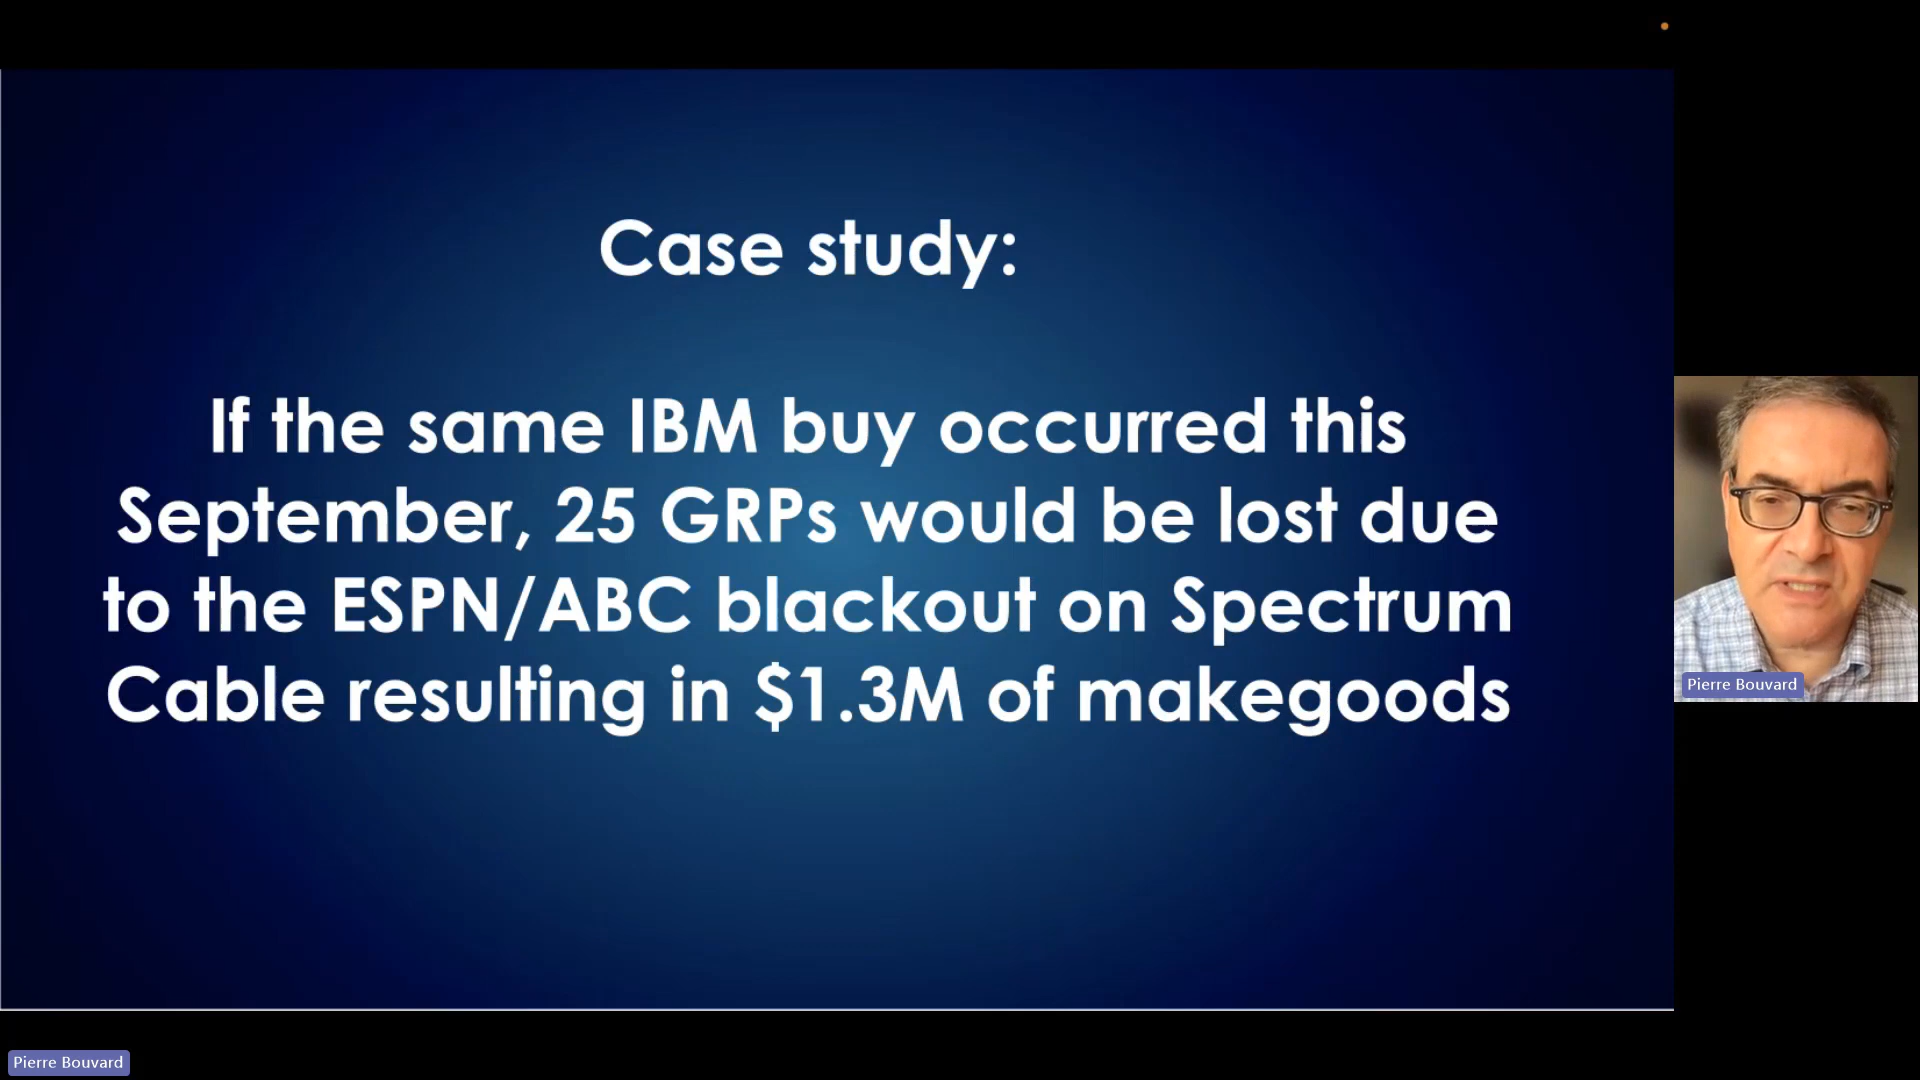 Case study:
If the same IBM buy occurred this
September, 25 GRPs would be lost due
to the ESPN/ABC blackout on Spectrum
Cable resulting in $1.3M of makegoods
Pierre Bouvard
Pierre Bouvard